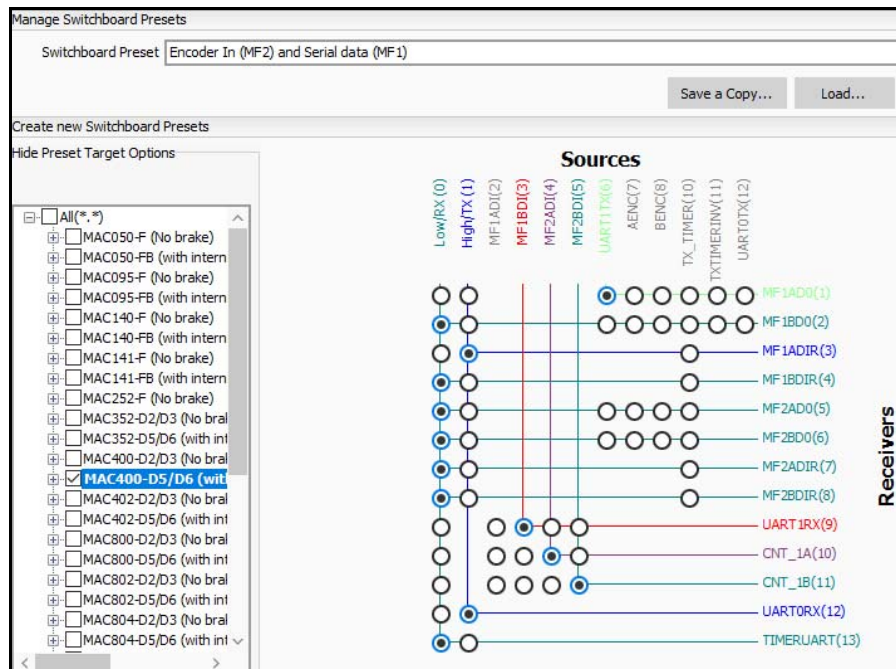 Manage Switchboard Presets
Switchboard Preset Encoder In (MF2) and Serial data (MF1)
Save a Copy... Load...
Create new Switchboard Presets
Hide Preset Target Options
All(*.*)
MAC050-F (No brake)
MAC050-FB (with intern
MAC095-F (No brake)
MAC095-FB (with intern
MAC140-F (No brake)
MAC140-FB (with intern
MAC141-F (No brake)
MAC141-FB (with intern
MAC252-F (No brake)
MAC352-D2/D3 (No bral
MAC352-D5/D6 (with int
MAC400-D2/D3 (No bral
MAC400-D5/D6 (wit
MAC402-D2/D3 (No bral
MAC402-D5/D6 (with int
MAC800-D2/D3 (No bral
MAC800-D5/D6 (with int
MAC802-D2/D3 (No bral
MAC802-D5/D6 (with int
MAC804-D2/D3 (No bral
MAC804-D5/D6 (with int
Sources
Low/RX (0)
High/TX (1)
MF1ADI(2)
MF1BDI(3)
MF2ADI(4)
MF2BDI(5)
UART1TX(6)
AENC(7)
BENC(8)
TX_TIMER(10)
TXTIMERINV(11)
UART0TX(12)
MF1AD0(1)
MF1BD0(2)
MF1ADIR(3)
MF1BDIR(4)
MF2AD0(5)
MF2BD0(6)
MF2ADIR(7)
MF2BDIR(8)
UART1RX(9)
CNT_1A(10)
CNT_1B(11)
UART0RX(12)
TIMERUART(13)
Receivers